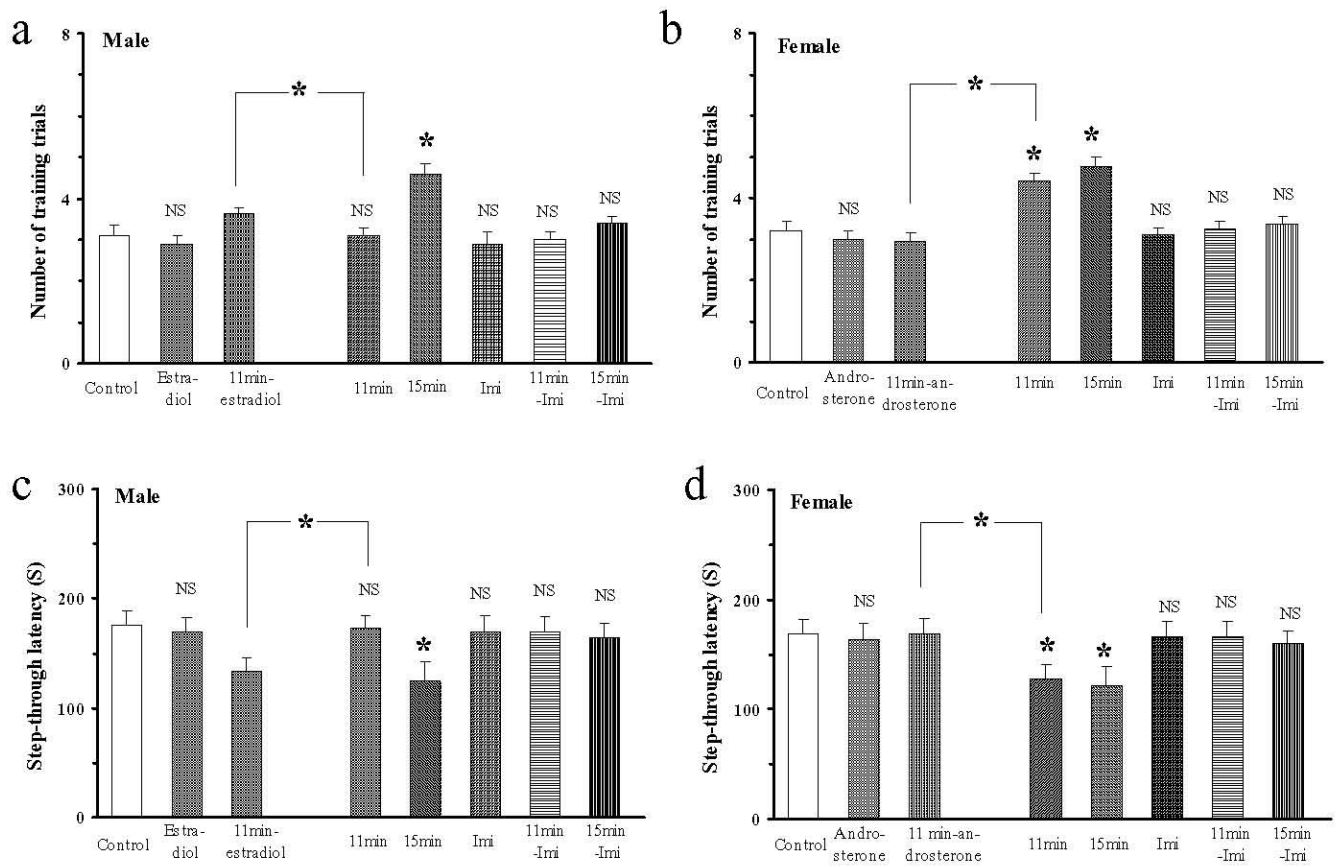 a
Male
Number of training trials
8
4
0
*
NS
NS
*
NS
NS
NS
Control
Estra-
diol
11min-
estradiol
11min
15min
Imi
11min
-Imi
15min
-Imi
b
Female
Number of training trials
8
4
0
*
NS
*
*
NS
NS
NS
Control
Andro-
sterone
11min-an-
drosterone
11min
15min
Imi
11min
-Imi
15min
-Imi
c
Male
Step-through latency (S)
300
200
100
0
*
NS
NS
*
NS
NS
NS
Control
Estra-
diol
11min-
estradiol
11min
15min
Imi
11min
-Imi
15min
-Imi
d
Female
Step-through latency (S)
300
200
100
0
*
NS
*
*
NS
NS
NS
Control
Andro-
sterone
11 min-an-
drosterone
11min
15min
Imi
11min
-Imi
15min
-Imi